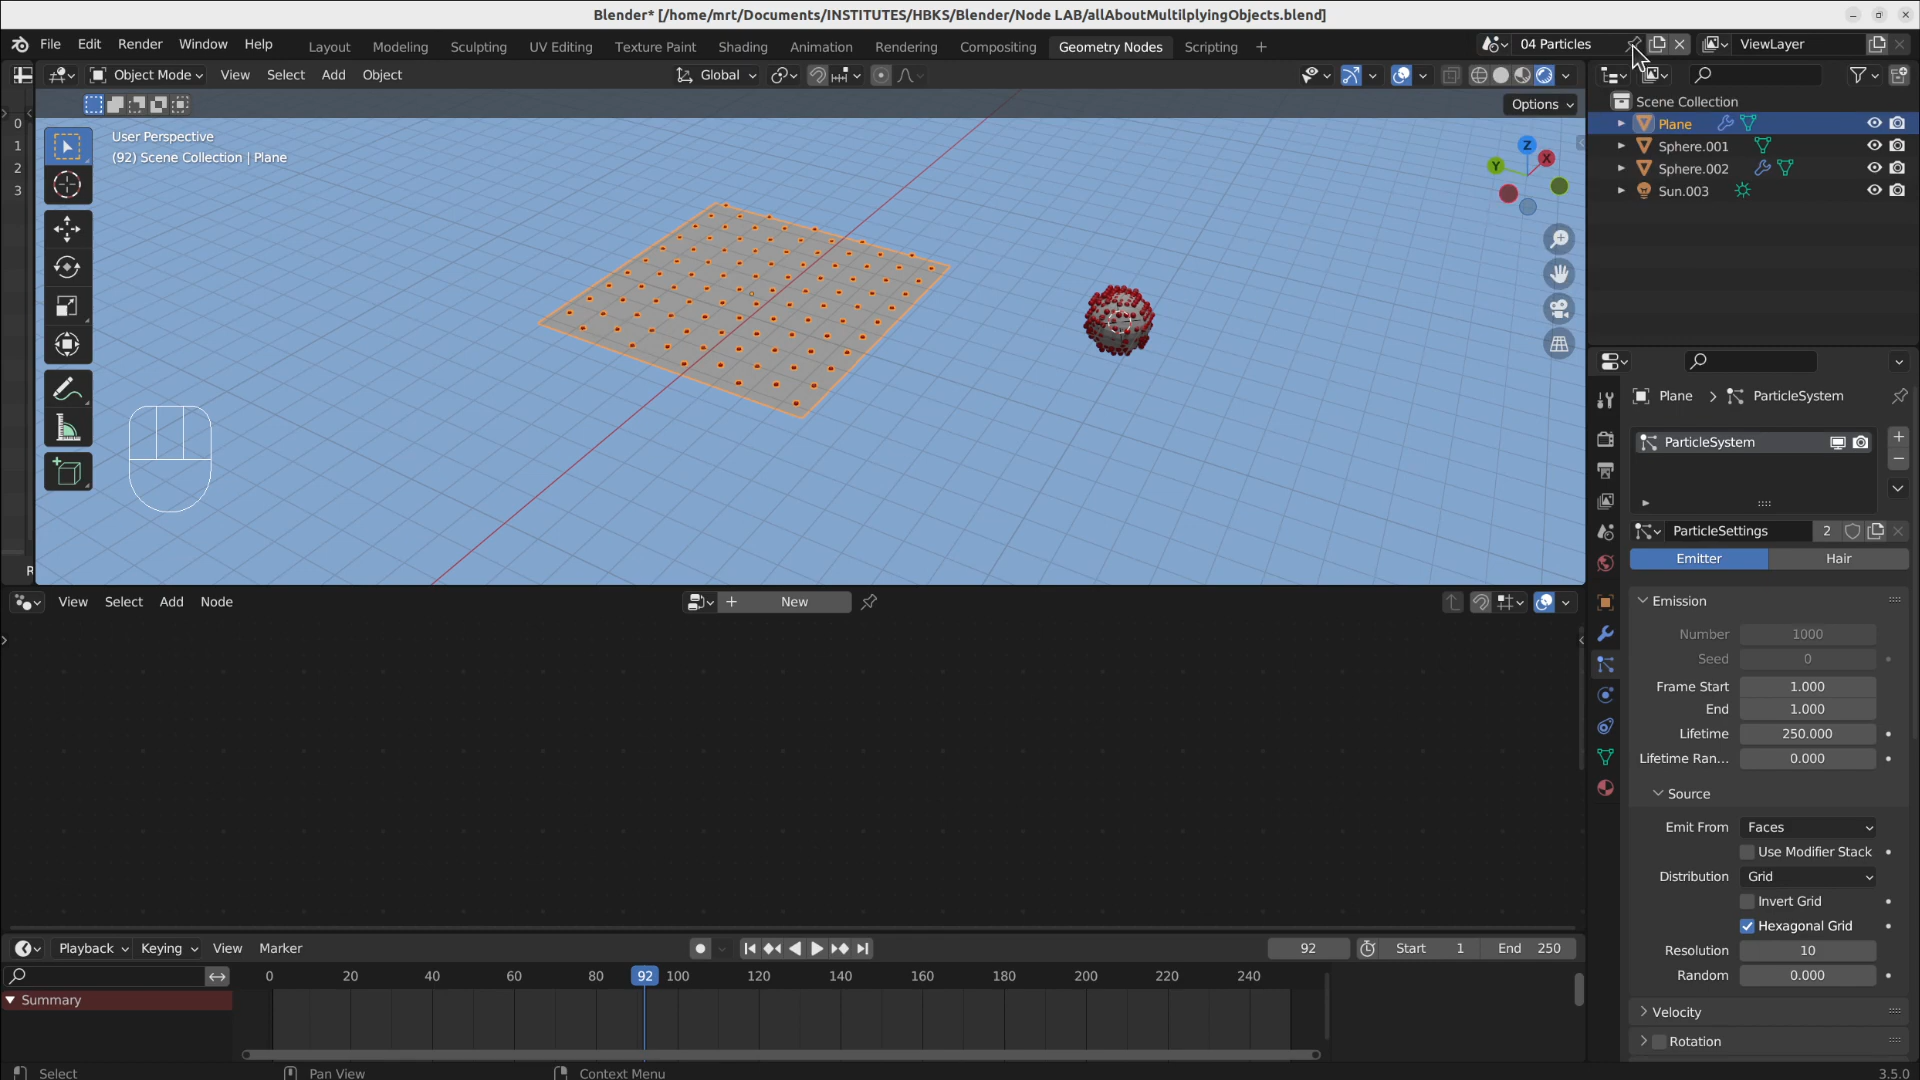 Blender* [/home/mrt/Documents/INSTITUTES/HBKS/Blender/Node LAB/allAboutMultilplyingObjects.blend]
File Edit Render Window Help Layout Modeling Sculpting UV Editing Texture Paint Shading Animation Rendering Geometry Nodes Scripting 04 Particles ViewLayer
Object Mode View Select Add Object Global
Options
User Perspective
(92) Scene Collection | Plane
0
1
2
3
R
Z
X
Y
Scene Collection
Plane
Sphere.001
Sphere.002
Sun.003
Plane > ParticleSystem
ParticleSystem
ParticleSettings 2
Emitter Hair
Emission
Number 1000
Seed 0
Frame Start 1.000
End 1.000
Lifetime 250.000
Lifetime Ran... 0.000
Source
Emit From Faces
Use Modifier Stack
Distribution Grid
Invert Grid
Hexagonal Grid
Resolution 10
Random 0.000
Velocity
Rotation
View Select Add Node New
Playback Keying View Marker 92 Start 1 End 250
0 20 40 60 80 92 100 120 140 160 180 200 220 240
Summary
Select Pan View Context Menu 3.5.0